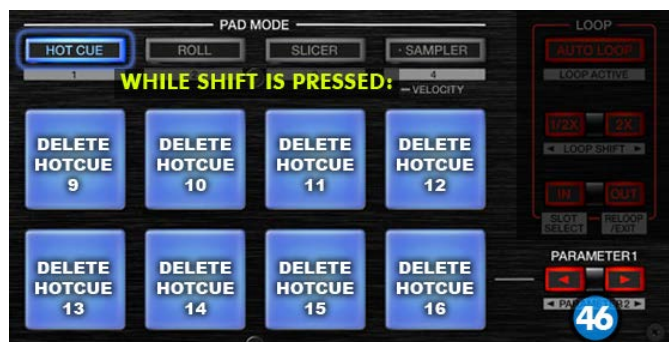 PAD MODE
LOOP
HOT CUE
ROLL
SLICER
· SAMPLER
AUTO LOOP
1
4
LOOP ACTIVE
WHILE SHIFT IS PRESSED:
– VELOCITY
DELETE HOTCUE 9
DELETE HOTCUE 10
DELETE HOTCUE 11
DELETE HOTCUE 12
1/2X
2X
◄ LOOP SHIFT ►
IN
OUT
SLOT SELECT
RELOOP /EXIT
DELETE HOTCUE 13
DELETE HOTCUE 14
DELETE HOTCUE 15
DELETE HOTCUE 16
PARAMETER1
◄ ►
46